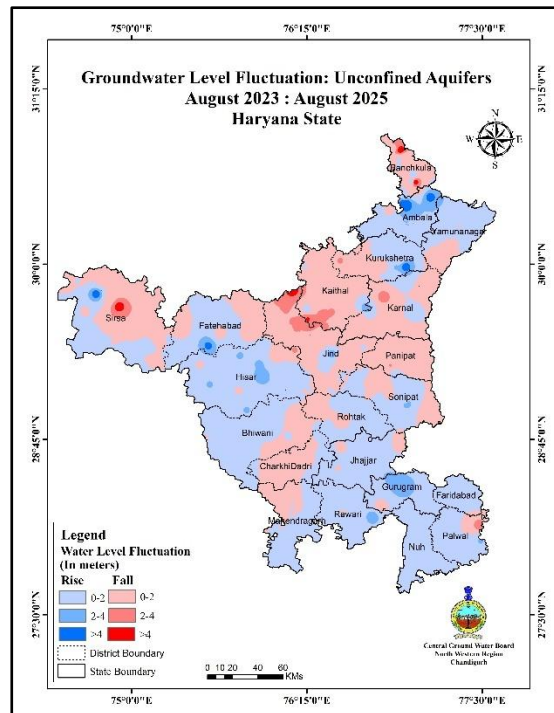 75°0'0"E 76°15'0"E 77°30'0"E
Groundwater Level Fluctuation: Unconfined Aquifers
August 2023 : August 2025
Haryana State
31°15'0"N
31°15'0"N
N
W E
S
Panchkula
Ambala
Yamunanagar
30°0'0"N
30°0'0"N
Kurukshetra
Kaithal
Karnal
Sirsa
Fatehabad
Jind
Panipat
Hisar
Sonipat
Rohtak
Bhiwani
28°45'0"N
28°45'0"N
Jhajjar
CharkhiDadri
Gurugram
Faridabad
Rewari
Mahendragarh
Palwal
Nuh
Legend
Water Level Fluctuation
(In meters)
Rise Fall
0-2 0-2
2-4 2-4
>4 >4
District Boundary
State Boundary
27°30'0"N
27°30'0"N
Central Ground Water Board
North Western Region
Chandigarh
0 10 20 40 60
KMs
75°0'0"E 76°15'0"E 77°30'0"E